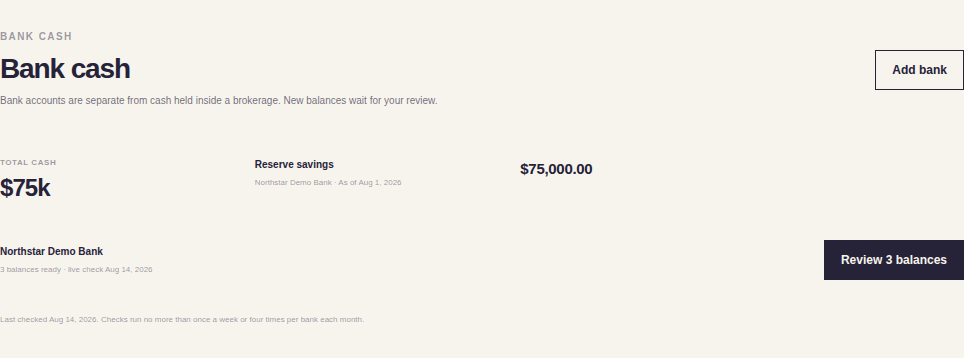 BANK CASH
Bank cash
Add bank
Bank accounts are separate from cash held inside a brokerage. New balances wait for your review.
TOTAL CASH
$75k
Reserve savings
Northstar Demo Bank · As of Aug 1, 2026
$75,000.00
Northstar Demo Bank
3 balances ready · live check Aug 14, 2026
Review 3 balances
Last checked Aug 14, 2026. Checks run no more than once a week or four times per bank each month.